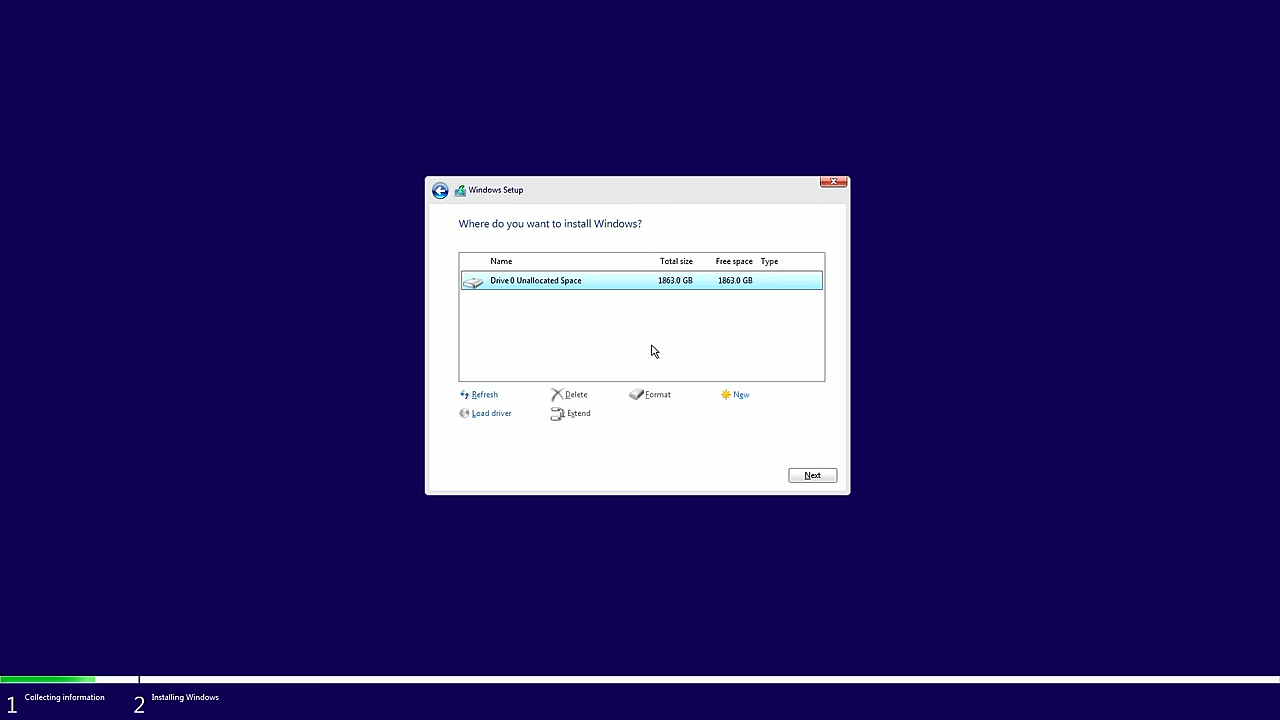 Windows Setup
Where do you want to install Windows?
Name Total size Free space Type
Drive 0 Unallocated Space 1863.0 GB 1863.0 GB
Refresh Delete Format New
Load driver Extend
Next
1 Collecting information 2 Installing Windows